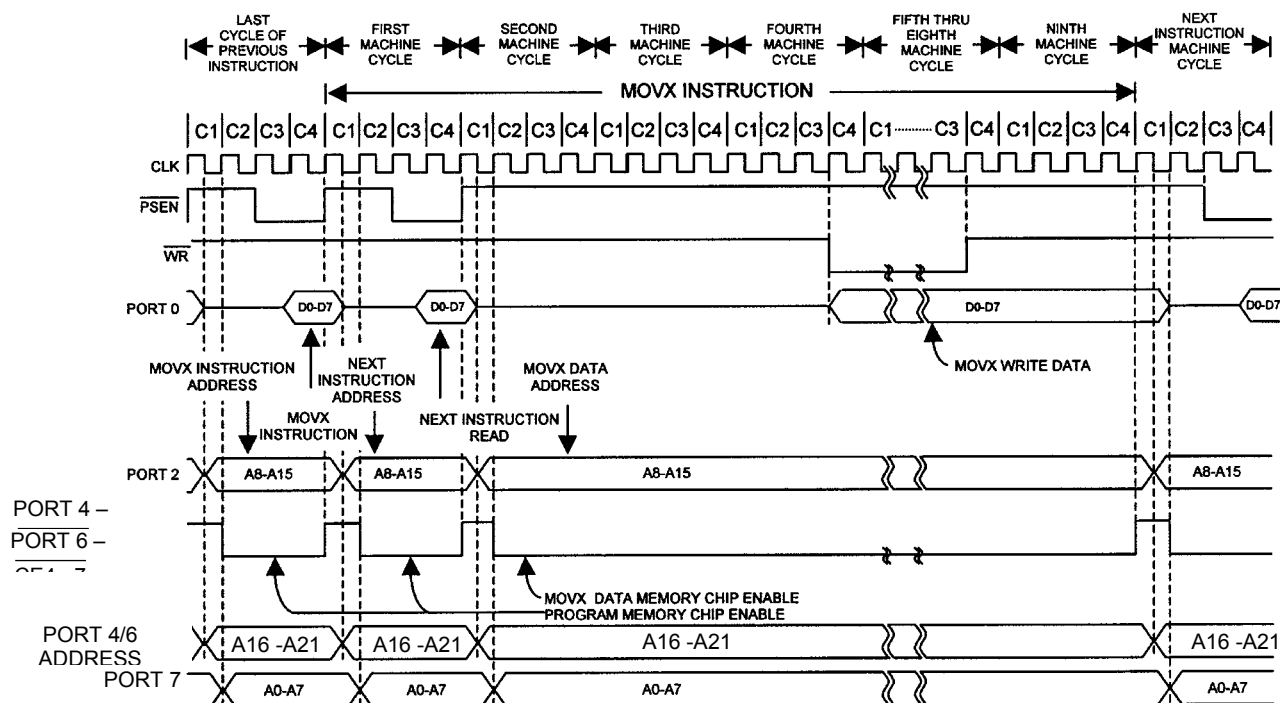 LAST CYCLE OF PREVIOUS INSTRUCTION
FIRST MACHINE CYCLE
SECOND MACHINE CYCLE
THIRD MACHINE CYCLE
FOURTH MACHINE CYCLE
FIFTH THRU EIGHTH MACHINE CYCLE
NINTH MACHINE CYCLE
NEXT INSTRUCTION MACHINE CYCLE
MOVX INSTRUCTION
C1 C2 C3 C4 C1 C2 C3 C4 C1 C2 C3 C4 C1 C2 C3 C4 C1 C2 C3 C4 C1 ........ C3 C4 C1 C2 C3 C4 C1 C2 C3 C4
CLK
PSEN
WR
PORT 0 D0-D7 D0-D7 D0-D7 D0-D7
MOVX INSTRUCTION ADDRESS
NEXT INSTRUCTION ADDRESS
MOVX DATA ADDRESS
MOVX WRITE DATA
MOVX INSTRUCTION
NEXT INSTRUCTION READ
PORT 2 A8-A15 A8-A15 A8-A15 A8-A15
PORT 4 –
PORT 6 –
MOVX DATA MEMORY CHIP ENABLE
PROGRAM MEMORY CHIP ENABLE
PORT 4/6 ADDRESS A16 -A21 A16 -A21 A16 -A21 A16 -A21
PORT 7 A0-A7 A0-A7 A0-A7 A0-A7